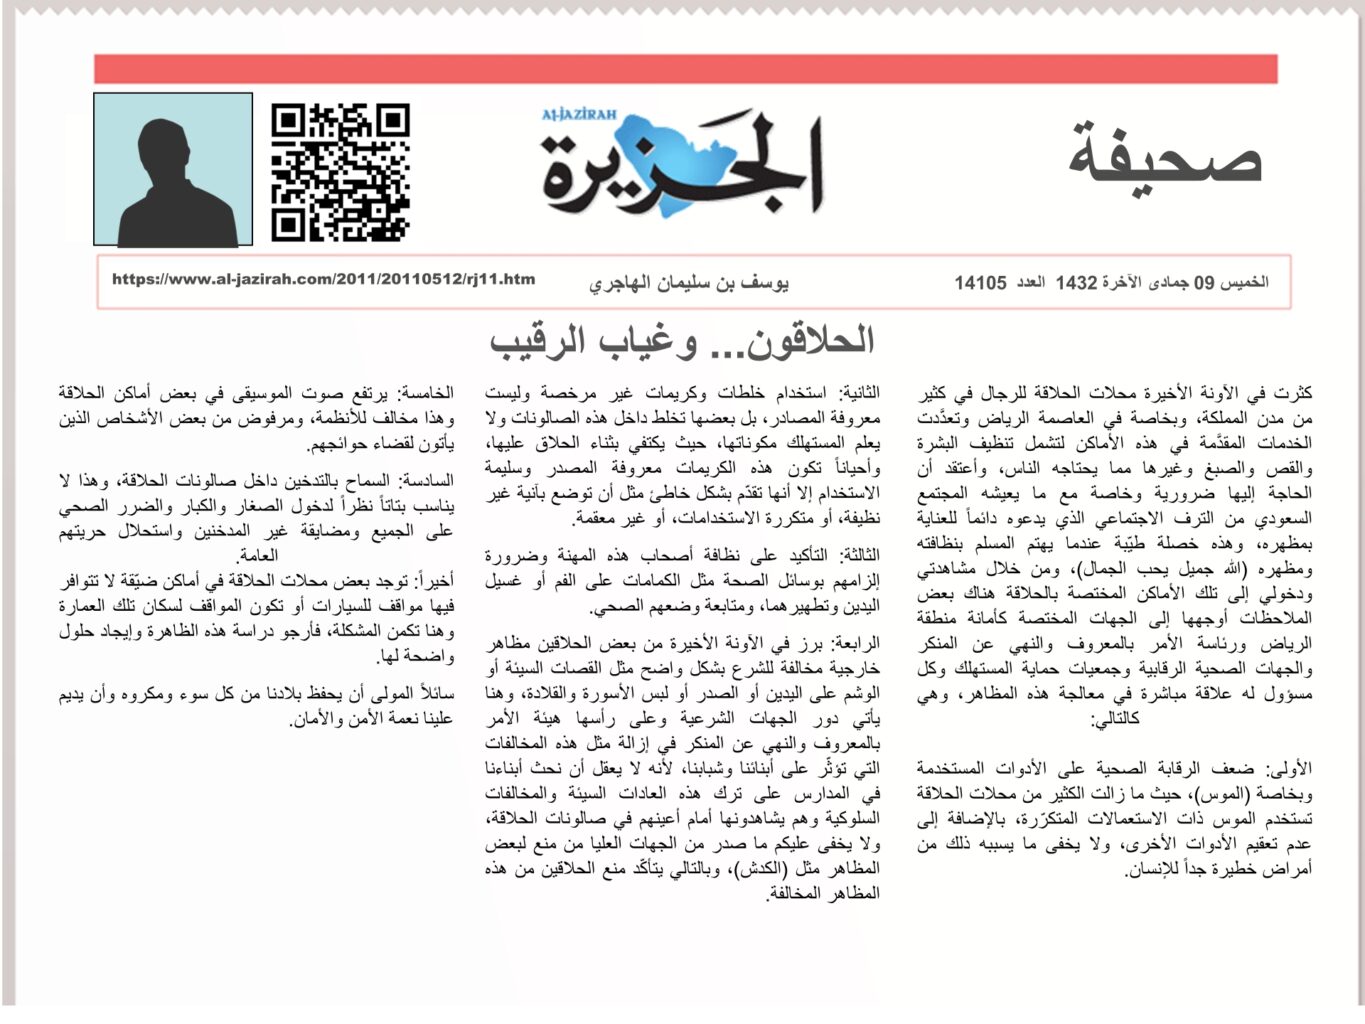 صحيفة
AL-JAZIRAH
الجزيرة
الخميس 09 جمادى الآخرة 1432 العدد 14105
يوسف بن سليمان الهاجري
https://www.al-jazirah.com/2011/20110512/rj11.htm
الحلاقون... وغياب الرقيب
كثرت في الآونة الأخيرة محلات الحلاقة للرجال في كثير
من مدن المملكة، وبخاصة في العاصمة الرياض وتعدَّدت
الخدمات المقدَّمة في هذه الأماكن لتشمل تنظيف البشرة
والقص والصبغ وغيرها مما يحتاجه الناس، وأعتقد أن
الحاجة إليها ضرورية وخاصة مع ما يعيشه المجتمع
السعودي من الترف الاجتماعي الذي يدعوه دائماً للعناية
بمظهره، وهذه خصلة طيّبة عندما يهتم المسلم بنظافته
ومظهره (الله جميل يحب الجمال)، ومن خلال مشاهدتي
ودخولي إلى تلك الأماكن المختصة بالحلاقة هناك بعض
الملاحظات أوجهها إلى الجهات المختصة كأمانة منطقة
الرياض ورئاسة الأمر بالمعروف والنهي عن المنكر
والجهات الصحية الرقابية وجمعيات حماية المستهلك وكل
مسؤول له علاقة مباشرة في معالجة هذه المظاهر، وهي
كالتالي:
الأولى: ضعف الرقابة الصحية على الأدوات المستخدمة
وبخاصة (الموس)، حيث ما زالت الكثير من محلات الحلاقة
تستخدم الموس ذات الاستعمالات المتكرّرة، بالإضافة إلى
عدم تعقيم الأدوات الأخرى، ولا يخفى ما يسببه ذلك من
أمراض خطيرة جداً للإنسان.
الثانية: استخدام خلطات وكريمات غير مرخصة وليست
معروفة المصادر، بل بعضها تخلط داخل هذه الصالونات ولا
يعلم المستهلك مكوناتها، حيث يكتفي بثناء الحلاق عليها،
وأحياناً تكون هذه الكريمات معروفة المصدر وسليمة
الاستخدام إلا أنها تقدّم بشكل خاطئ مثل أن توضع بآنية غير
نظيفة، أو متكررة الاستخدامات، أو غير معقمة.
الثالثة: التأكيد على نظافة أصحاب هذه المهنة وضرورة
إلزامهم بوسائل الصحة مثل الكمامات على الفم أو غسيل
اليدين وتطهيرهما، ومتابعة وضعهم الصحي.
الرابعة: برز في الآونة الأخيرة من بعض الحلاقين مظاهر
خارجية مخالفة للشرع بشكل واضح مثل القصات السيئة أو
الوشم على اليدين أو الصدر أو لبس الأسورة والقلادة، وهنا
يأتي دور الجهات الشرعية وعلى رأسها هيئة الأمر
بالمعروف والنهي عن المنكر في إزالة مثل هذه المخالفات
التي تؤثّر على أبنائنا وشبابنا، لأنه لا يعقل أن نحث أبناءنا
في المدارس على ترك هذه العادات السيئة والمخالفات
السلوكية وهم يشاهدونها أمام أعينهم في صالونات الحلاقة،
ولا يخفى عليكم ما صدر من الجهات العليا من منع لبعض
المظاهر مثل (الكدش)، وبالتالي يتأكّد منع الحلاقين من هذه
المظاهر المخالفة.
الخامسة: يرتفع صوت الموسيقى في بعض أماكن الحلاقة
وهذا مخالف للأنظمة، ومرفوض من بعض الأشخاص الذين
يأتون لقضاء حوائجهم.
السادسة: السماح بالتدخين داخل صالونات الحلاقة، وهذا لا
يناسب بتاتاً نظراً لدخول الصغار والكبار والضرر الصحي
على الجميع ومضايقة غير المدخنين واستحلال حريتهم
العامة.
أخيراً: توجد بعض محلات الحلاقة في أماكن ضيّقة لا تتوافر
فيها مواقف للسيارات أو تكون المواقف لسكان تلك العمارة
وهنا تكمن المشكلة، فأرجو دراسة هذه الظاهرة وإيجاد حلول
واضحة لها.
سائلاً المولى أن يحفظ بلادنا من كل سوء ومكروه وأن يديم
علينا نعمة الأمن والأمان.